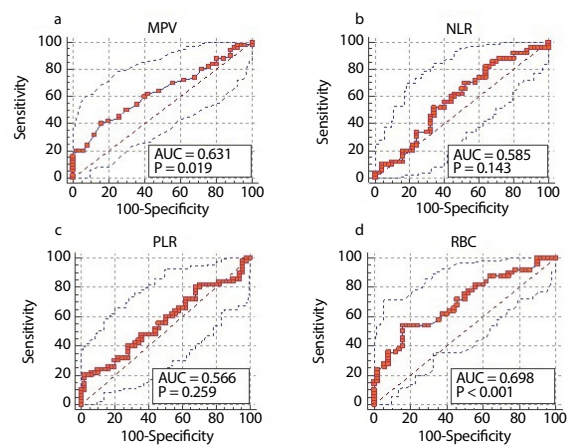 a
MPV
100
80
60
40
20
0
Sensitivity
AUC = 0.631
P = 0.019
0 20 40 60 80 100
100-Specificity
b
NLR
100
80
60
40
20
0
Sensitivity
AUC = 0.585
P = 0.143
0 20 40 60 80 100
100-Specificity
c
PLR
100
80
60
40
20
0
Sensitivity
AUC = 0.566
P = 0.259
0 20 40 60 80 100
100-Specificity
d
RBC
100
80
60
40
20
0
Sensitivity
AUC = 0.698
P < 0.001
0 20 40 60 80 100
100-Specificity